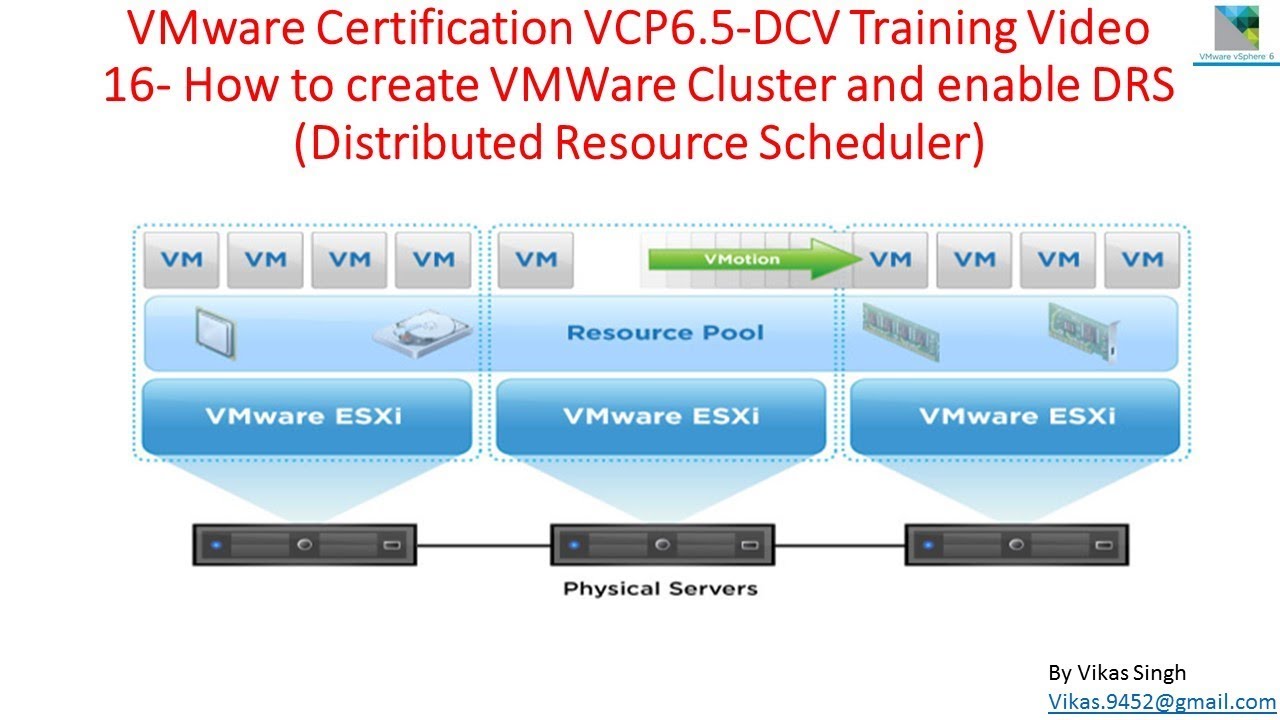 VMware Certification VCP6.5-DCV Training Video
16- How to create VMWare Cluster and enable DRS
(Distributed Resource Scheduler)
VMware vSphere 6
VM VM VM VM VM VMotion VM VM VM VM
Resource Pool
VMware ESXi VMware ESXi VMware ESXi
Physical Servers
By Vikas Singh
Vikas.9452@gmail.com